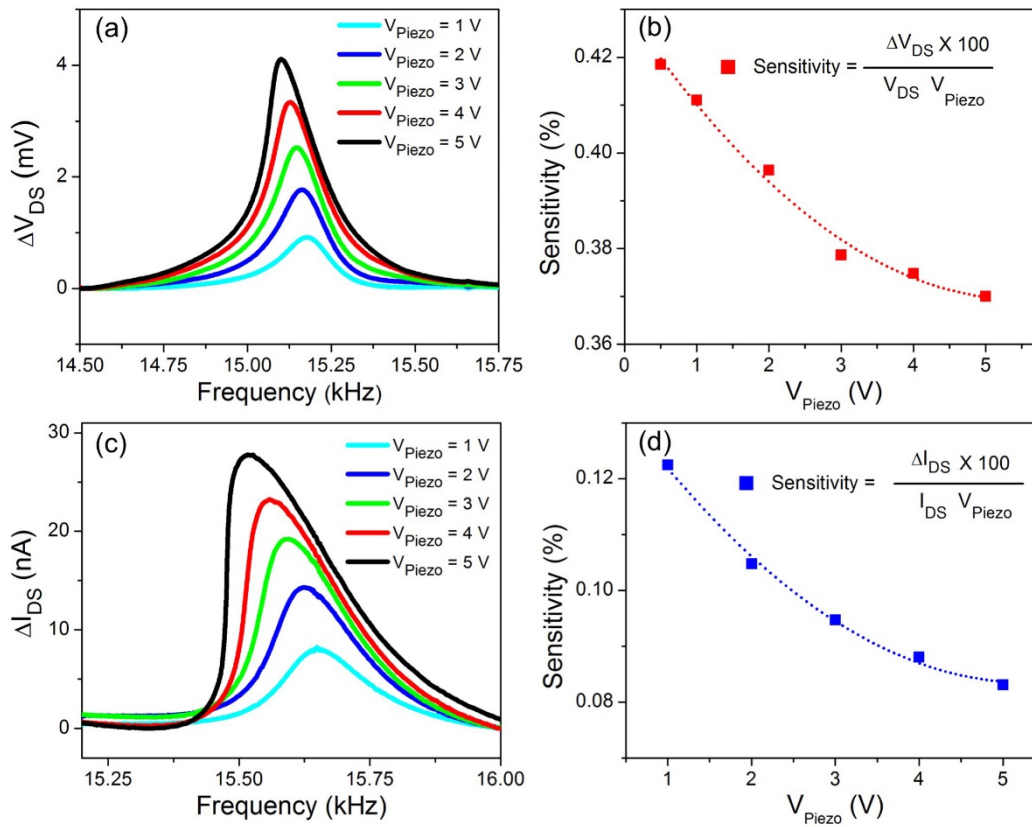 (a)
V_Piezo = 1 V
V_Piezo = 2 V
V_Piezo = 3 V
V_Piezo = 4 V
V_Piezo = 5 V
4
2
0
ΔV_DS (mV)
14.50 14.75 15.00 15.25 15.50 15.75
Frequency (kHz)
(b)
Sensitivity = ΔV_DS X 100
V_DS V_Piezo
0.42
0.40
0.38
0.36
Sensitivity (%)
0 1 2 3 4 5
V_Piezo (V)
(c)
V_Piezo = 1 V
V_Piezo = 2 V
V_Piezo = 3 V
V_Piezo = 4 V
V_Piezo = 5 V
30
20
10
0
ΔI_DS (nA)
15.25 15.50 15.75 16.00
Frequency (kHz)
(d)
Sensitivity = ΔI_DS X 100
I_DS V_Piezo
0.12
0.10
0.08
Sensitivity (%)
1 2 3 4 5
V_Piezo (V)